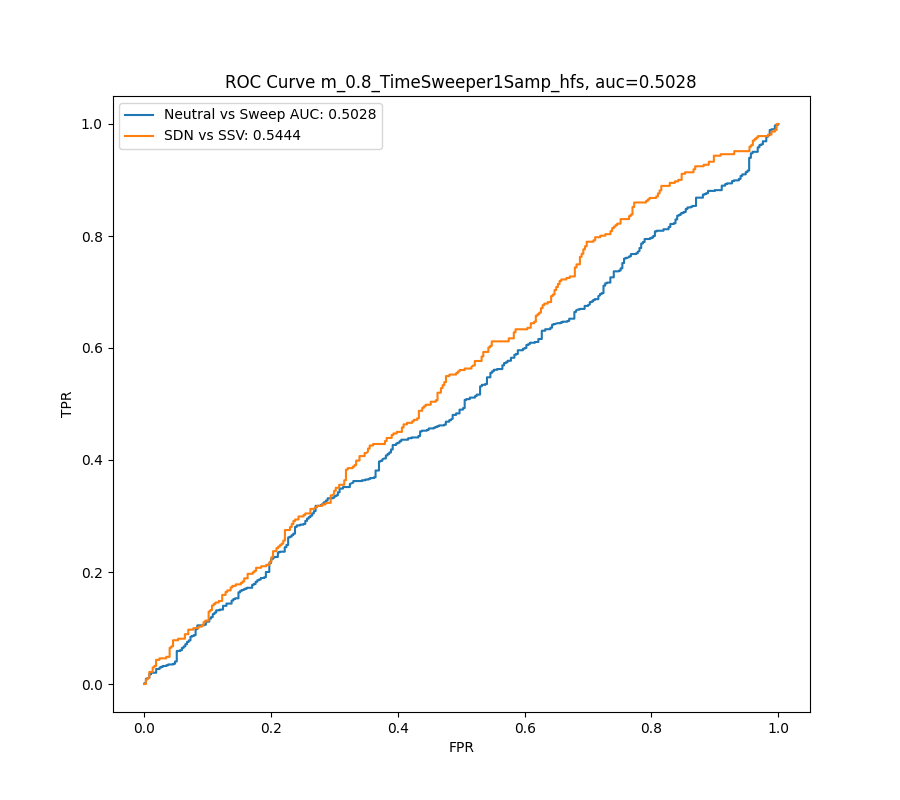 ROC Curve m_0.8_TimeSweeper1Samp_hfs, auc=0.5028
Neutral vs Sweep AUC: 0.5028
SDN vs SSV: 0.5444
1.0
0.8
0.6
0.4
0.2
0.0
TPR
0.0 0.2 0.4 0.6 0.8 1.0
FPR